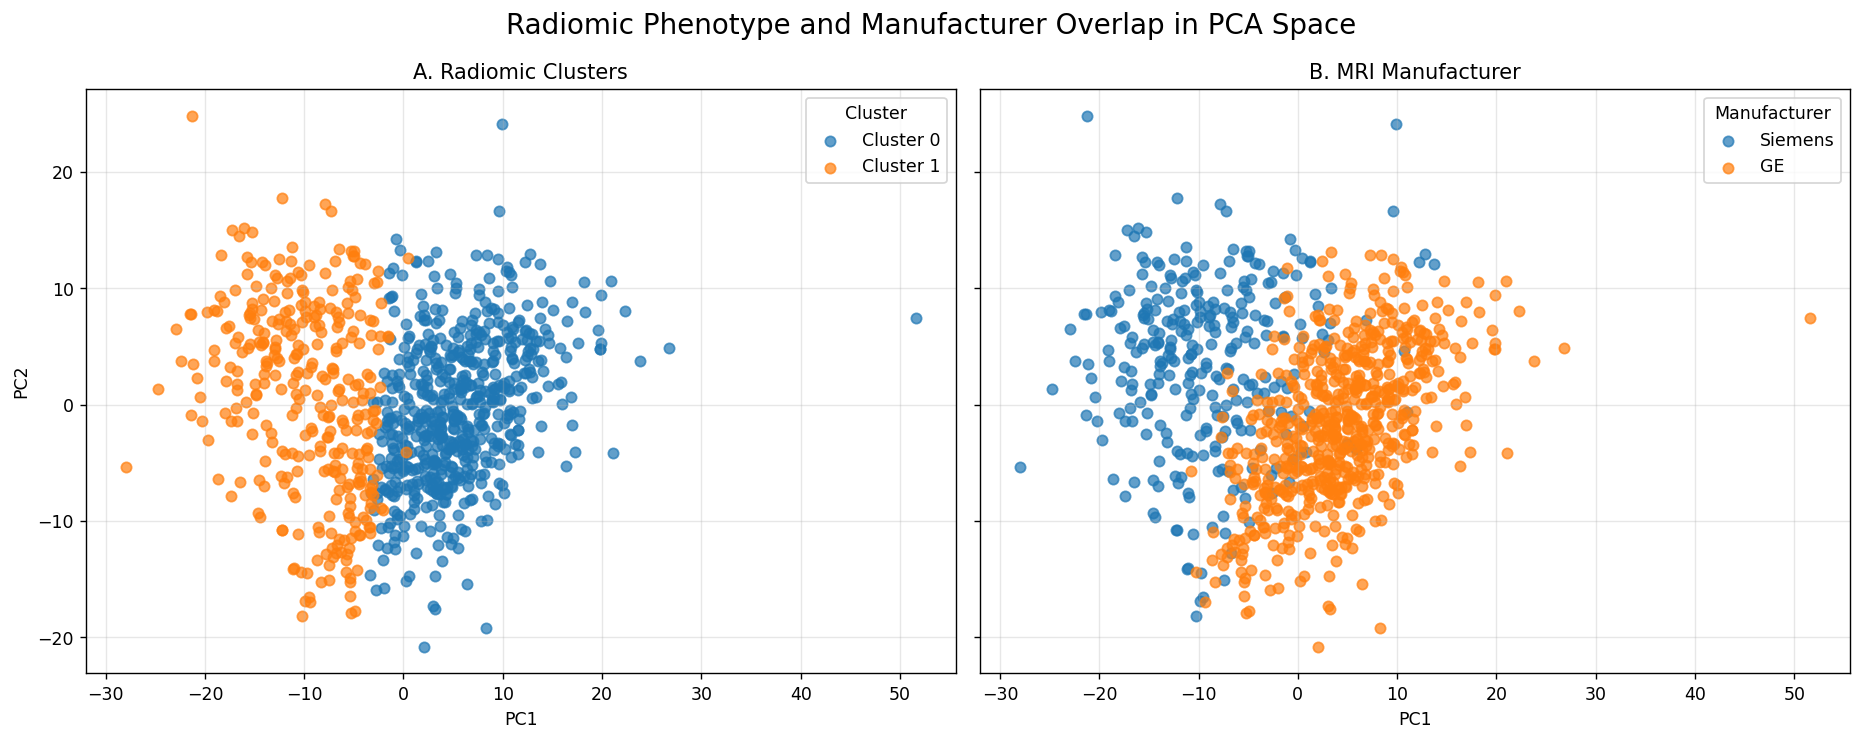 Radiomic Phenotype and Manufacturer Overlap in PCA Space
A. Radiomic Clusters
Cluster
Cluster 0
Cluster 1
20
10
0
−10
−20
PC2
−30 −20 −10 0 10 20 30 40 50
PC1
B. MRI Manufacturer
Manufacturer
Siemens
GE
−30 −20 −10 0 10 20 30 40 50
PC1